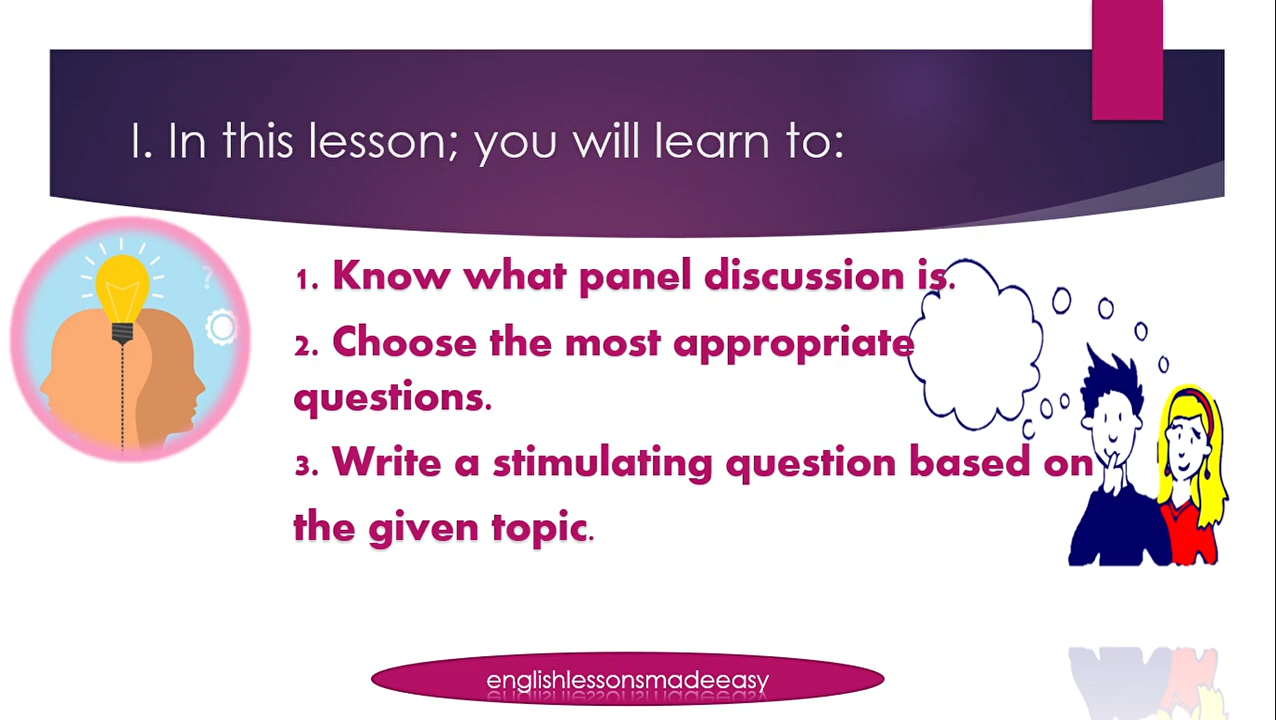 I. In this lesson; you will learn to:
1. Know what panel discussion is.
2. Choose the most appropriate
questions.
3. Write a stimulating question based on
the given topic.
englishlessonsmadeeasy